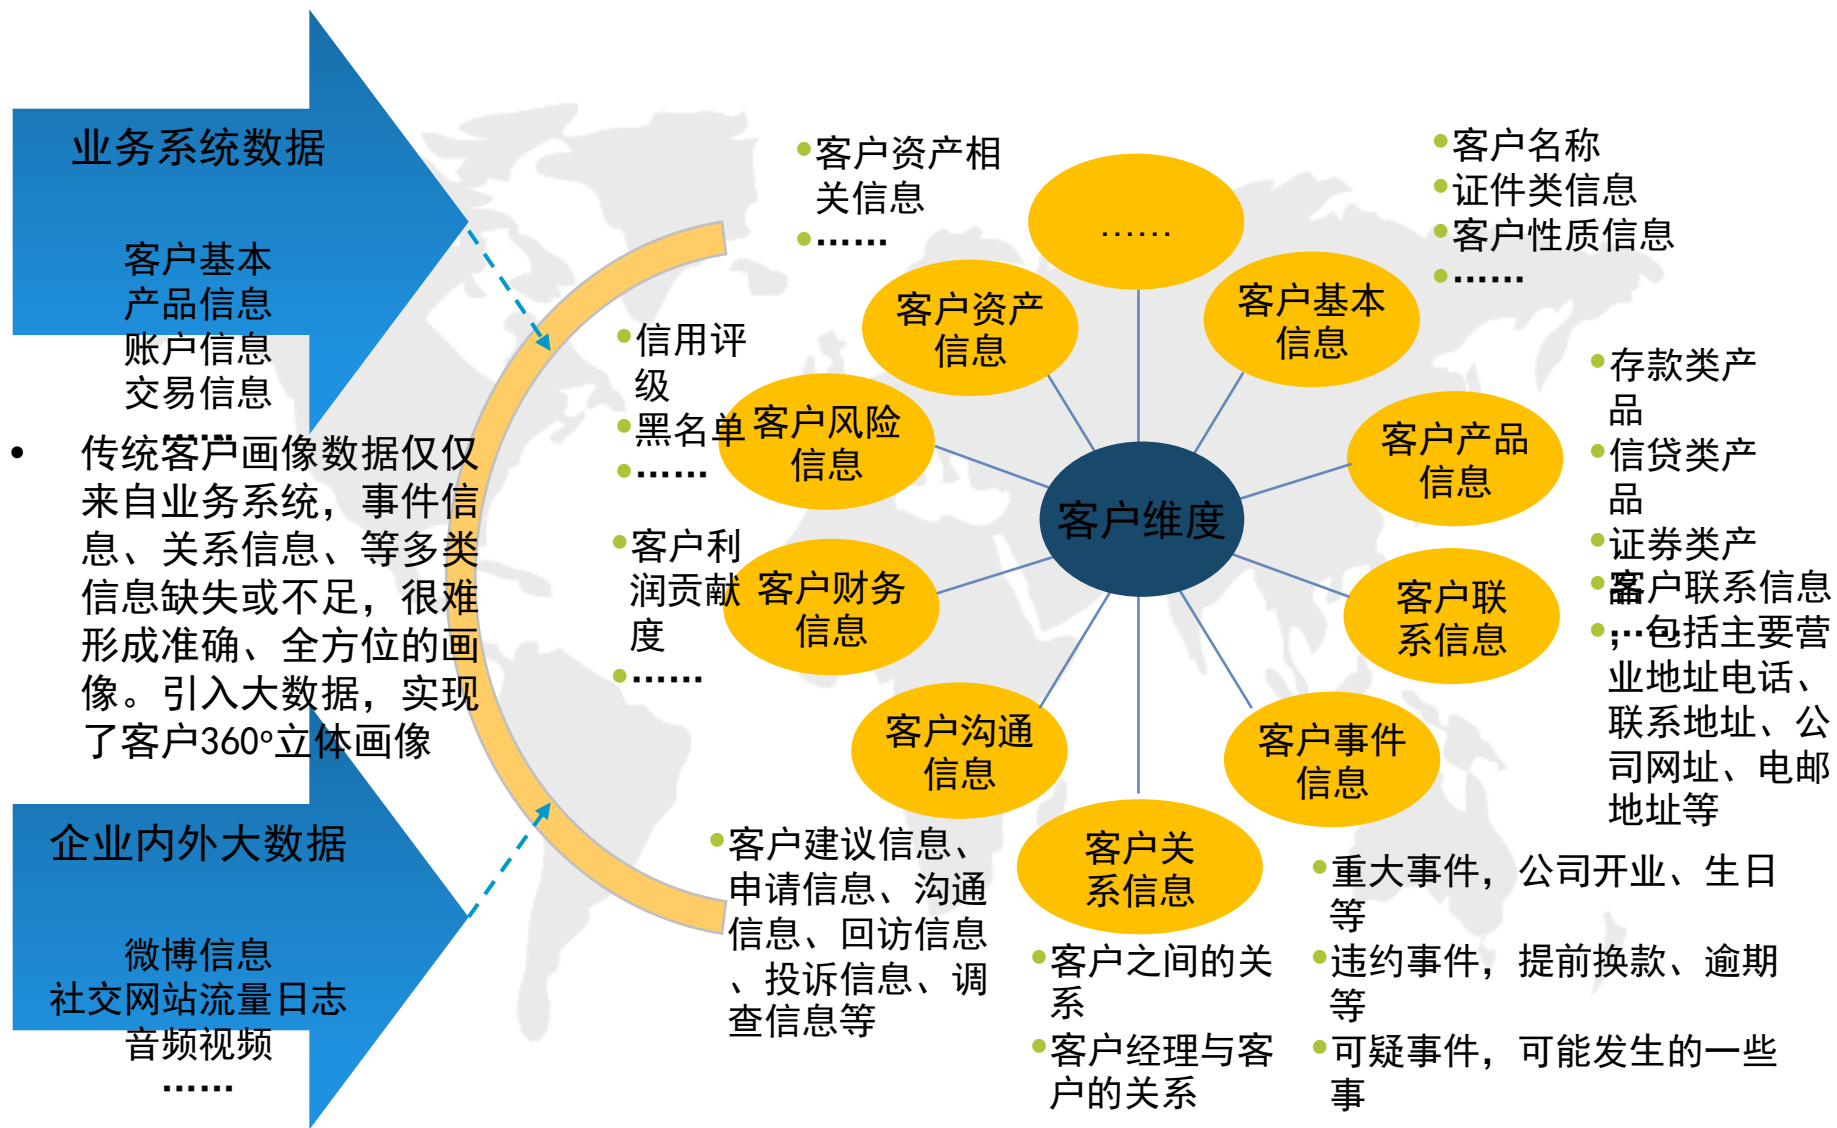 业务系统数据
客户基本
产品信息
账户信息
交易信息
……
• 传统客户画像数据仅仅
来自业务系统，事件信
息、关系信息、等多类
信息缺失或不足，很难
形成准确、全方位的画
像。引入大数据，实现
了客户360°立体画像
企业内外大数据
微博信息
社交网站流量日志
音频视频
……
•客户资产相
关信息
•……
•信用评
级
•黑名单
•……
•客户利
润贡献
度
•……
•客户建议信息、
申请信息、沟通
信息、回访信息
、投诉信息、调
查信息等
……
客户资产
信息
客户基本
信息
客户风险
信息
客户产品
信息
客户维度
客户财务
信息
客户联
系信息
客户沟通
信息
客户事件
信息
客户关
系信息
•客户名称
•证件类信息
•客户性质信息
•……
•存款类产
品
•信贷类产
品
•证券类产
品
•……
•客户联系信息
，包括主要营
业地址电话、
联系地址、公
司网址、电邮
地址等
•客户之间的关
系
•客户经理与客
户的关系
•重大事件，公司开业、生日
等
•违约事件，提前换款、逾期
等
•可疑事件，可能发生的一些
事